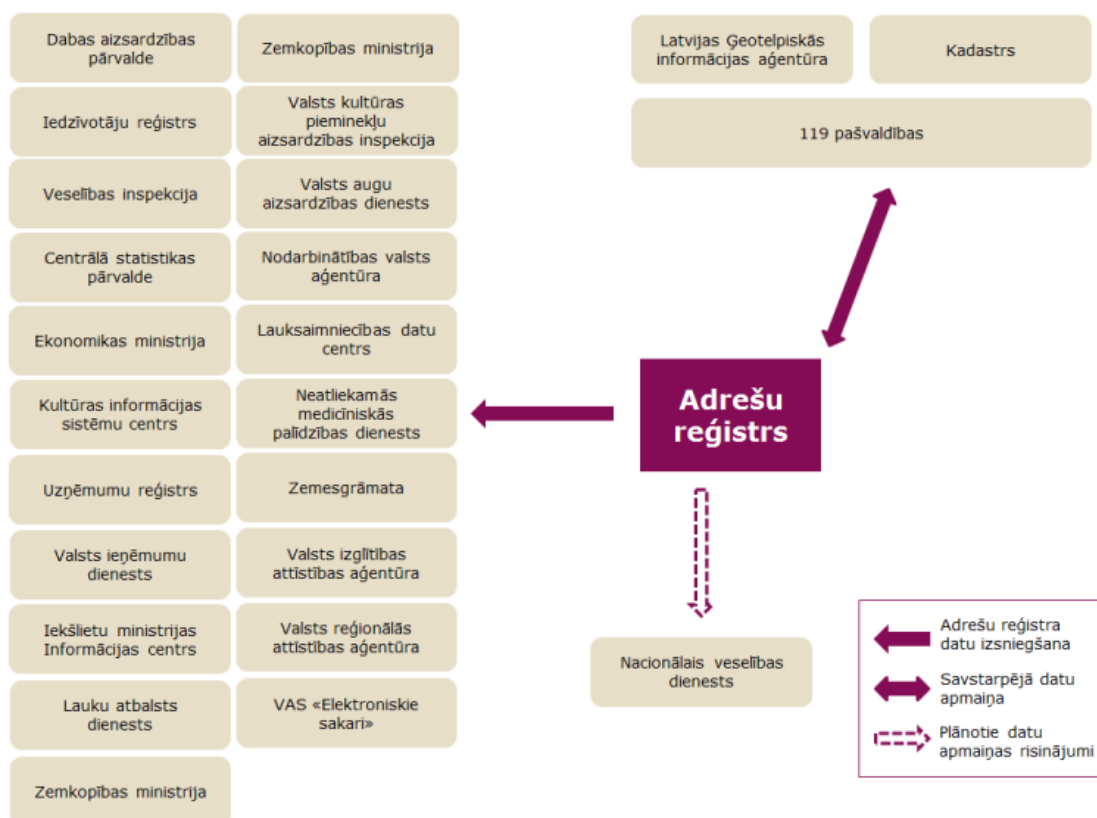 Dabas aizsardzības
pārvalde
Zemkopības ministrija
Iedzīvotāju reģistrs
Valsts kultūras
pieminekļu
aizsardzības inspekcija
Veselības inspekcija
Valsts augu
aizsardzības dienests
Centrālā statistikas
pārvalde
Nodarbinātības valsts
aģentūra
Ekonomikas ministrija
Lauksaimniecības datu
centrs
Kultūras informācijas
sistēmu centrs
Neatliekamās
medicīniskās
palīdzības dienests
Uzņēmumu reģistrs
Zemesgrāmata
Valsts ieņēmumu
dienests
Valsts izglītības
attīstības aģentūra
Iekšlietu ministrijas
Informācijas centrs
Valsts reģionālās
attīstības aģentūra
Lauku atbalsts
dienests
VAS «Elektroniskie
sakari»
Zemkopības ministrija
Latvijas Ģeotelpiskās
informācijas aģentūra
Kadastrs
119 pašvaldības
Adrešu
reģistrs
Nacionālais veselības
dienests
Adrešu reģistra
datu izsniegšana
Savstarpējā datu
apmaiņa
Plānotie datu
apmaiņas risinājumi